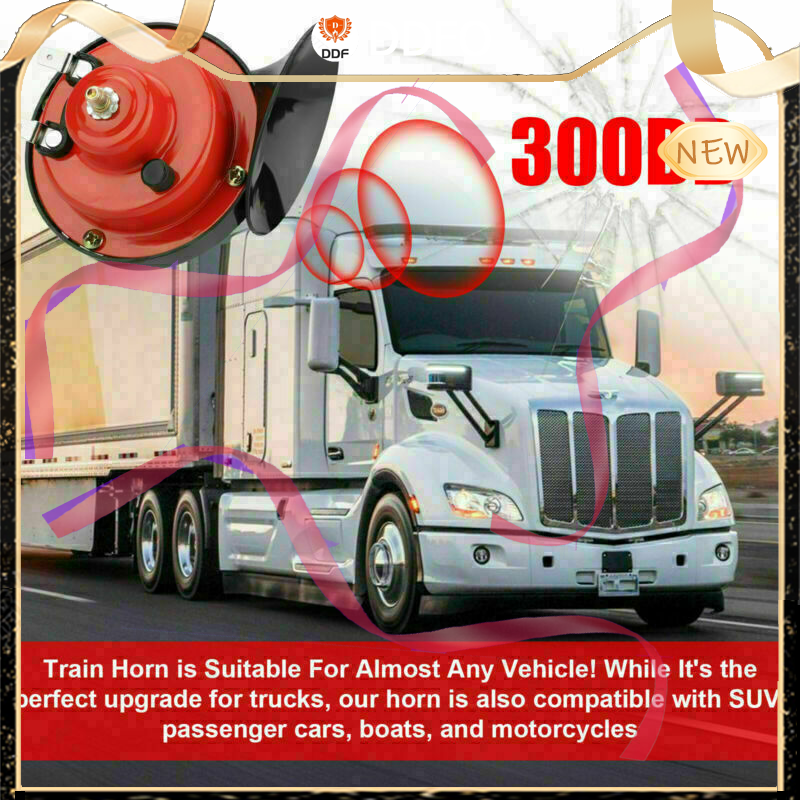 DDF
300DB
NEW
Train Horn is Suitable For Almost Any Vehicle! While It's the
perfect upgrade for trucks, our horn is also compatible with SUV
passenger cars, boats, and motorcycles